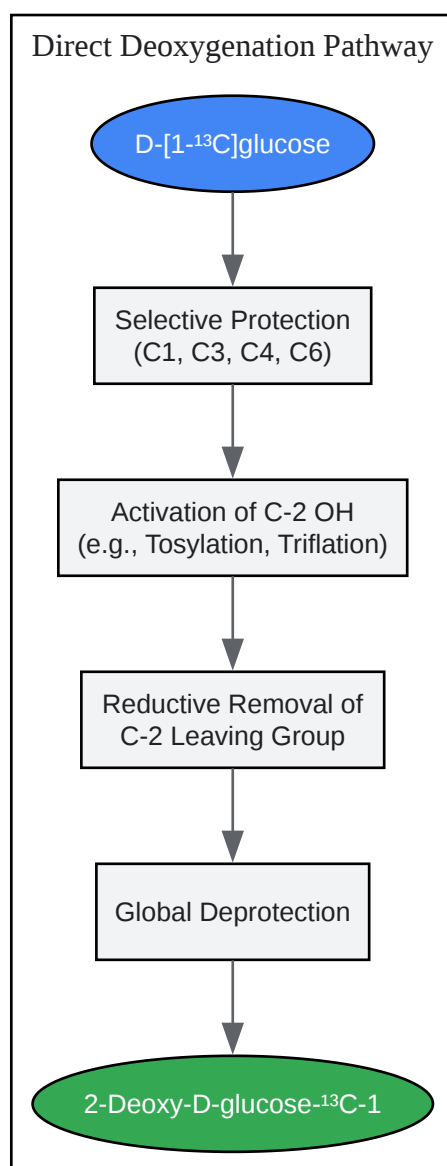 Direct Deoxygenation Pathway
D-[1-¹³C]glucose
Selective Protection
(C1, C3, C4, C6)
Activation of C-2 OH
(e.g., Tosylation, Triflation)
Reductive Removal of
C-2 Leaving Group
Global Deprotection
2-Deoxy-D-glucose-¹³C-1